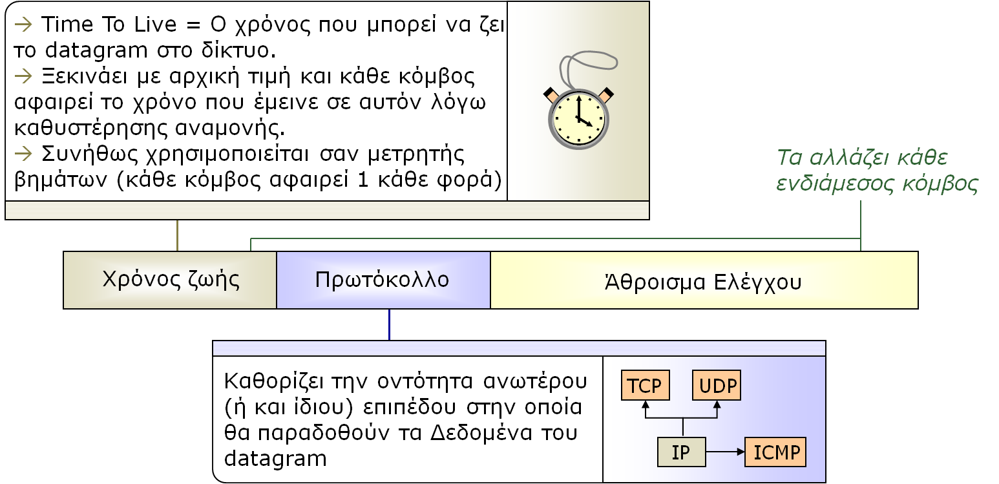 → Time To Live = Ο χρόνος που μπορεί να ζει
το datagram στο δίκτυο.
→ Ξεκινάει με αρχική τιμή και κάθε κόμβος
αφαιρεί το χρόνο που έμεινε σε αυτόν λόγω
καθυστέρησης αναμονής.
→ Συνήθως χρησιμοποιείται σαν μετρητής
βημάτων (κάθε κόμβος αφαιρεί 1 κάθε φορά)
Τα αλλάζει κάθε
ενδιάμεσος κόμβος
Χρόνος ζωής
Πρωτόκολλο
Άθροισμα Ελέγχου
Καθορίζει την οντότητα ανωτέρου
(ή και ίδιου) επιπέδου στην οποία
θα παραδοθούν τα Δεδομένα του
datagram
TCP
UDP
IP
ICMP